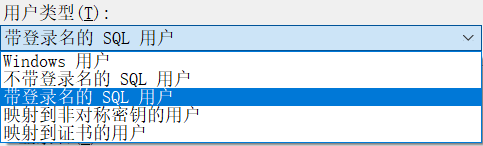 用户类型(T):
带登录名的 SQL 用户
Windows 用户
不带登录名的 SQL 用户
带登录名的 SQL 用户
映射到非对称密钥的用户
映射到证书的用户